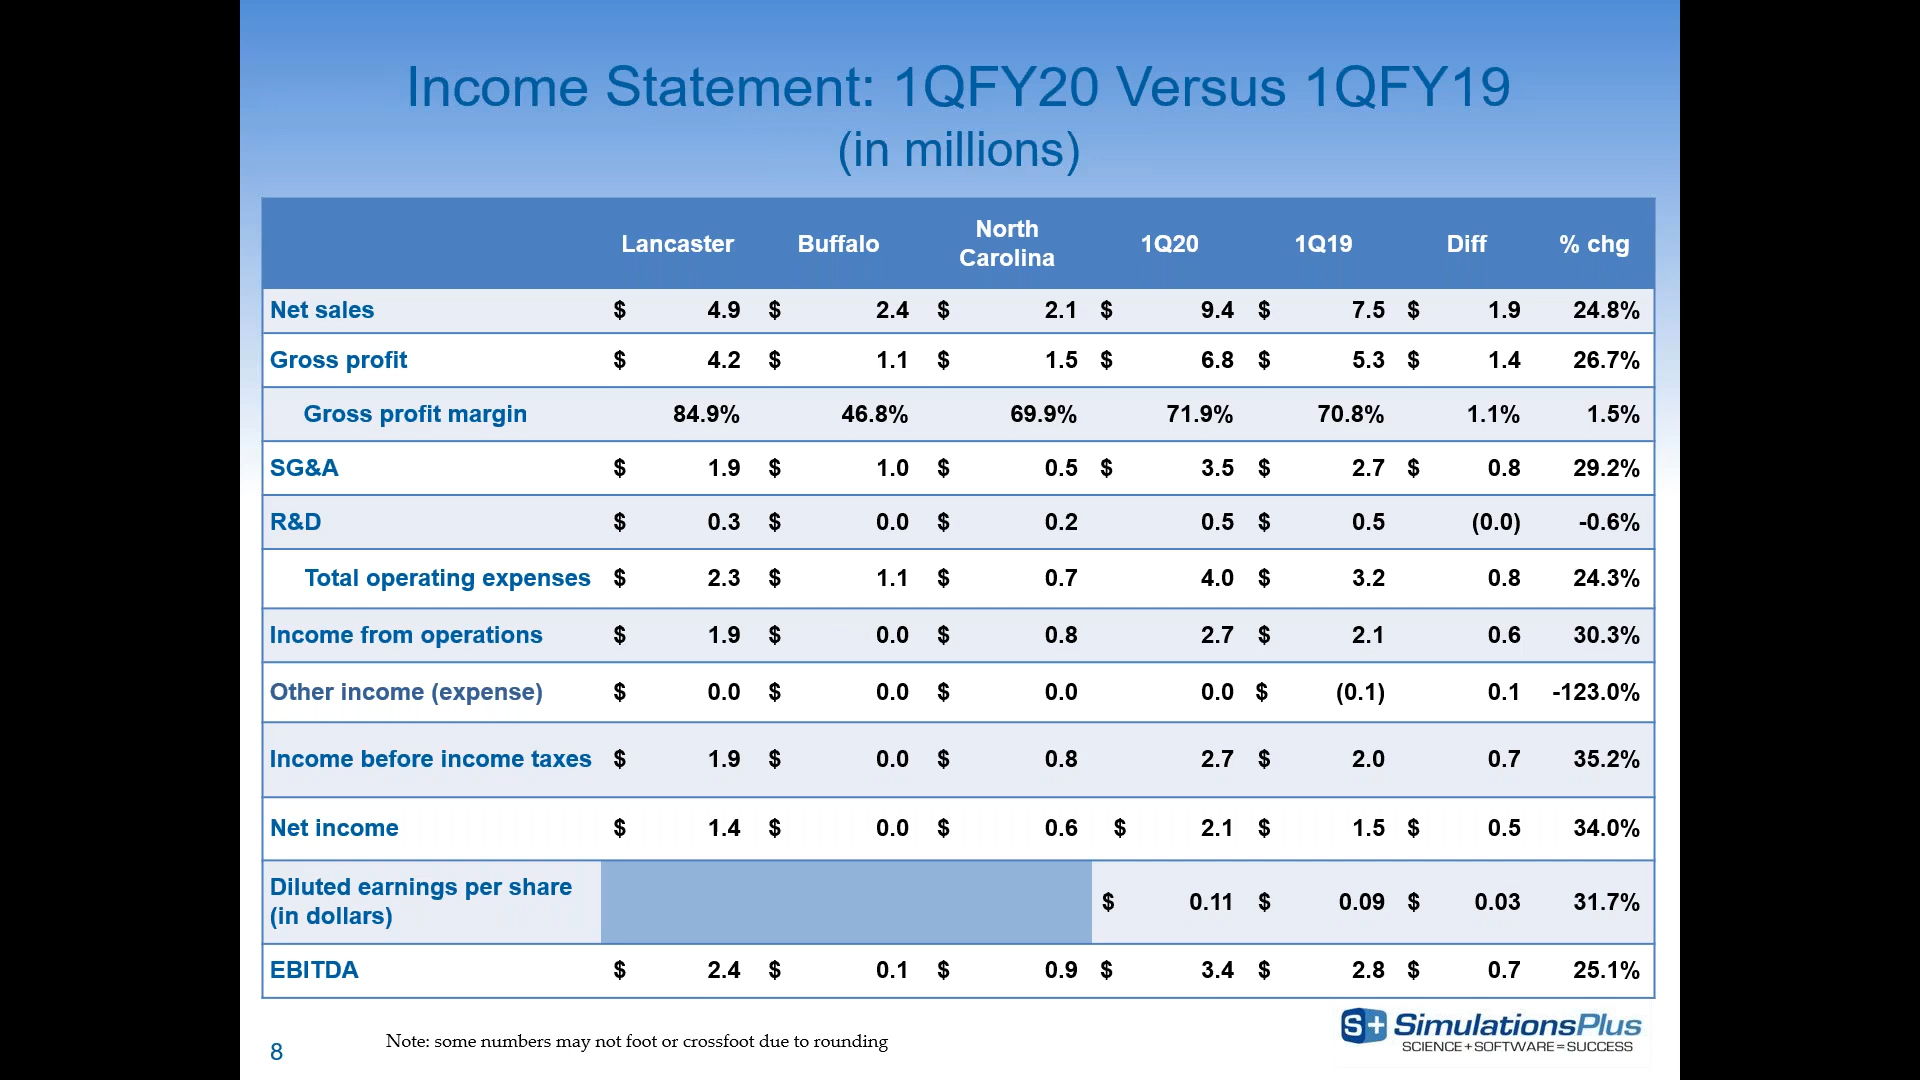 Income Statement: 1QFY20 Versus 1QFY19
(in millions)
Lancaster Buffalo North Carolina 1Q20 1Q19 Diff % chg
Net sales $ 4.9 $ 2.4 $ 2.1 $ 9.4 $ 7.5 $ 1.9 24.8%
Gross profit $ 4.2 $ 1.1 $ 1.5 $ 6.8 $ 5.3 $ 1.4 26.7%
Gross profit margin 84.9% 46.8% 69.9% 71.9% 70.8% 1.1% 1.5%
SG&A $ 1.9 $ 1.0 $ 0.5 $ 3.5 $ 2.7 $ 0.8 29.2%
R&D $ 0.3 $ 0.0 $ 0.2 0.5 $ 0.5 (0.0) -0.6%
Total operating expenses $ 2.3 $ 1.1 $ 0.7 4.0 $ 3.2 0.8 24.3%
Income from operations $ 1.9 $ 0.0 $ 0.8 2.7 $ 2.1 0.6 30.3%
Other income (expense) $ 0.0 $ 0.0 $ 0.0 0.0 $ (0.1) 0.1 -123.0%
Income before income taxes $ 1.9 $ 0.0 $ 0.8 2.7 $ 2.0 0.7 35.2%
Net income $ 1.4 $ 0.0 $ 0.6 $ 2.1 $ 1.5 $ 0.5 34.0%
Diluted earnings per share
(in dollars) $ 0.11 $ 0.09 $ 0.03 31.7%
EBITDA $ 2.4 $ 0.1 $ 0.9 $ 3.4 $ 2.8 $ 0.7 25.1%
8
Note: some numbers may not foot or crossfoot due to rounding
S+ SimulationsPlus
SCIENCE+SOFTWARE=SUCCESS